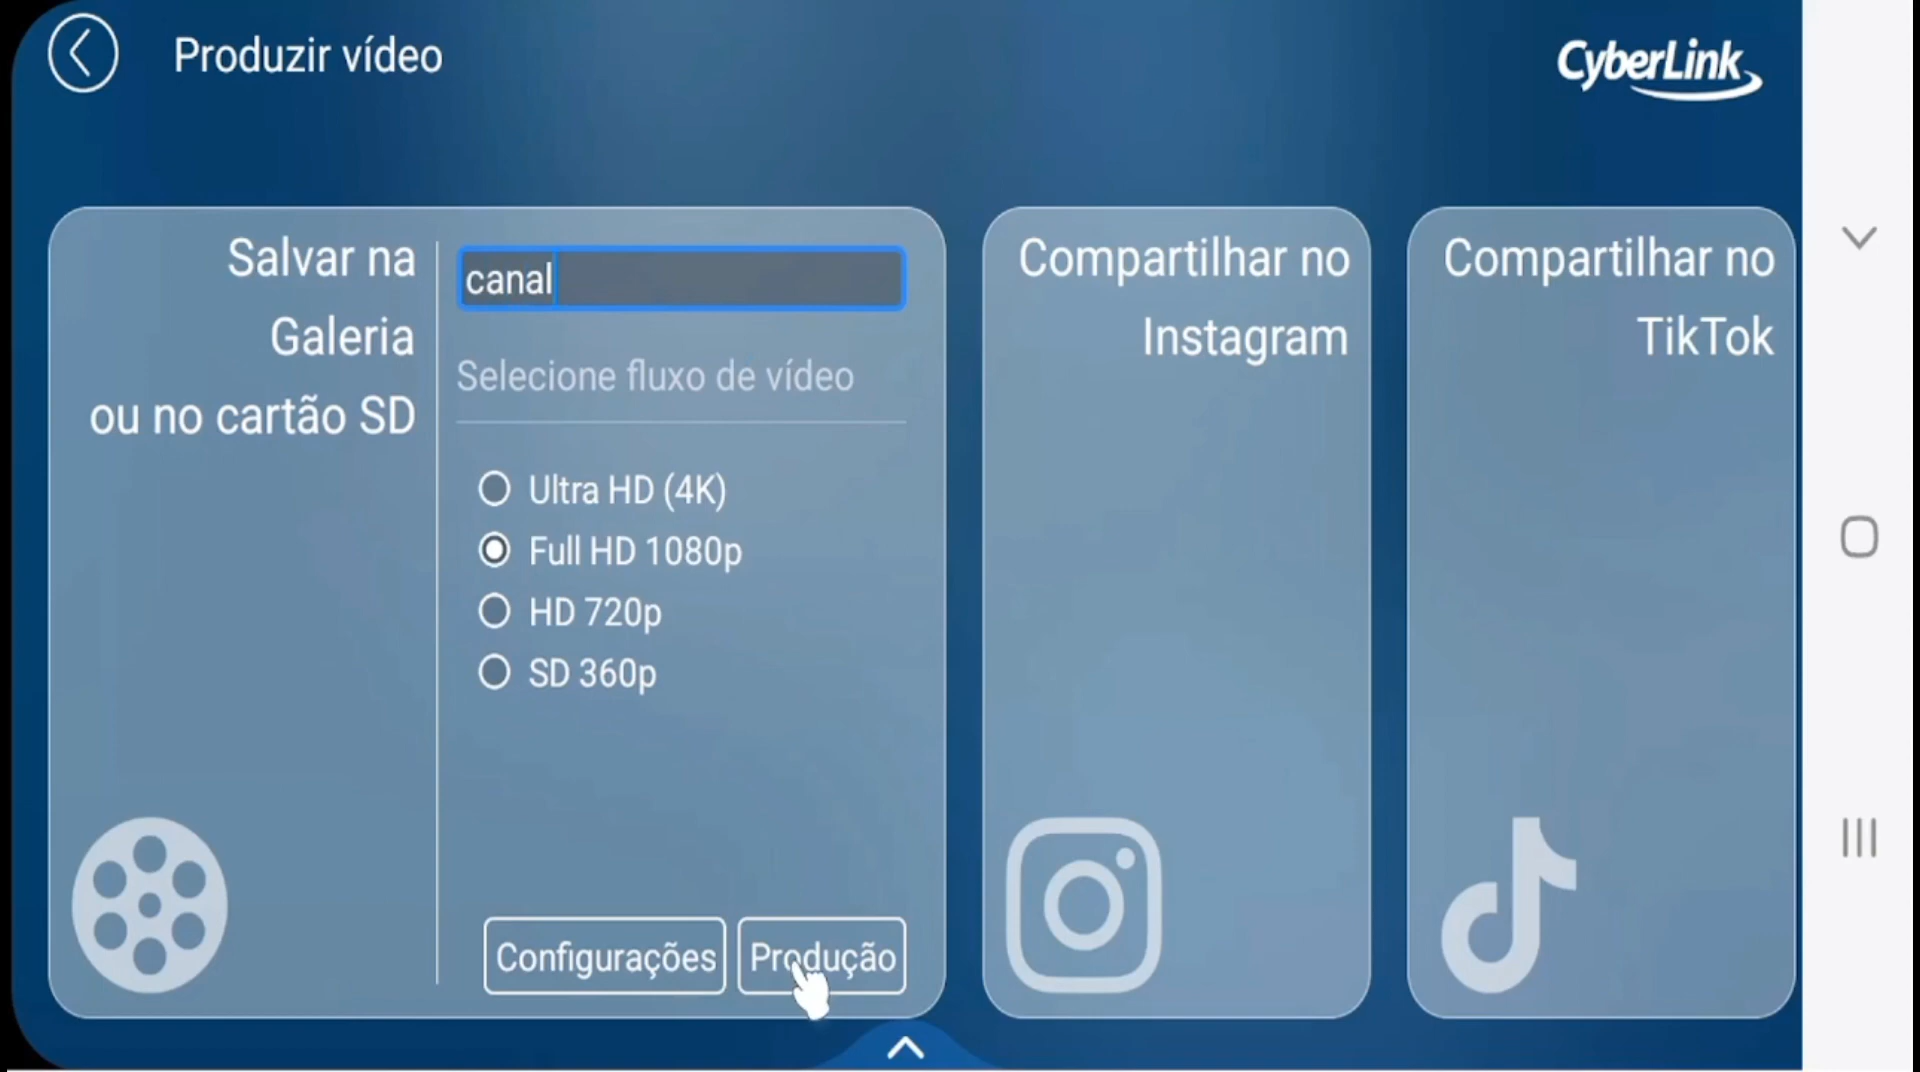 Produzir vídeo
CyberLink
Salvar na
Galeria
ou no cartão SD
canal
Selecione fluxo de vídeo
Ultra HD (4K)
Full HD 1080p
HD 720p
SD 360p
Configurações
Produção
Compartilhar no
Instagram
Compartilhar no
TikTok